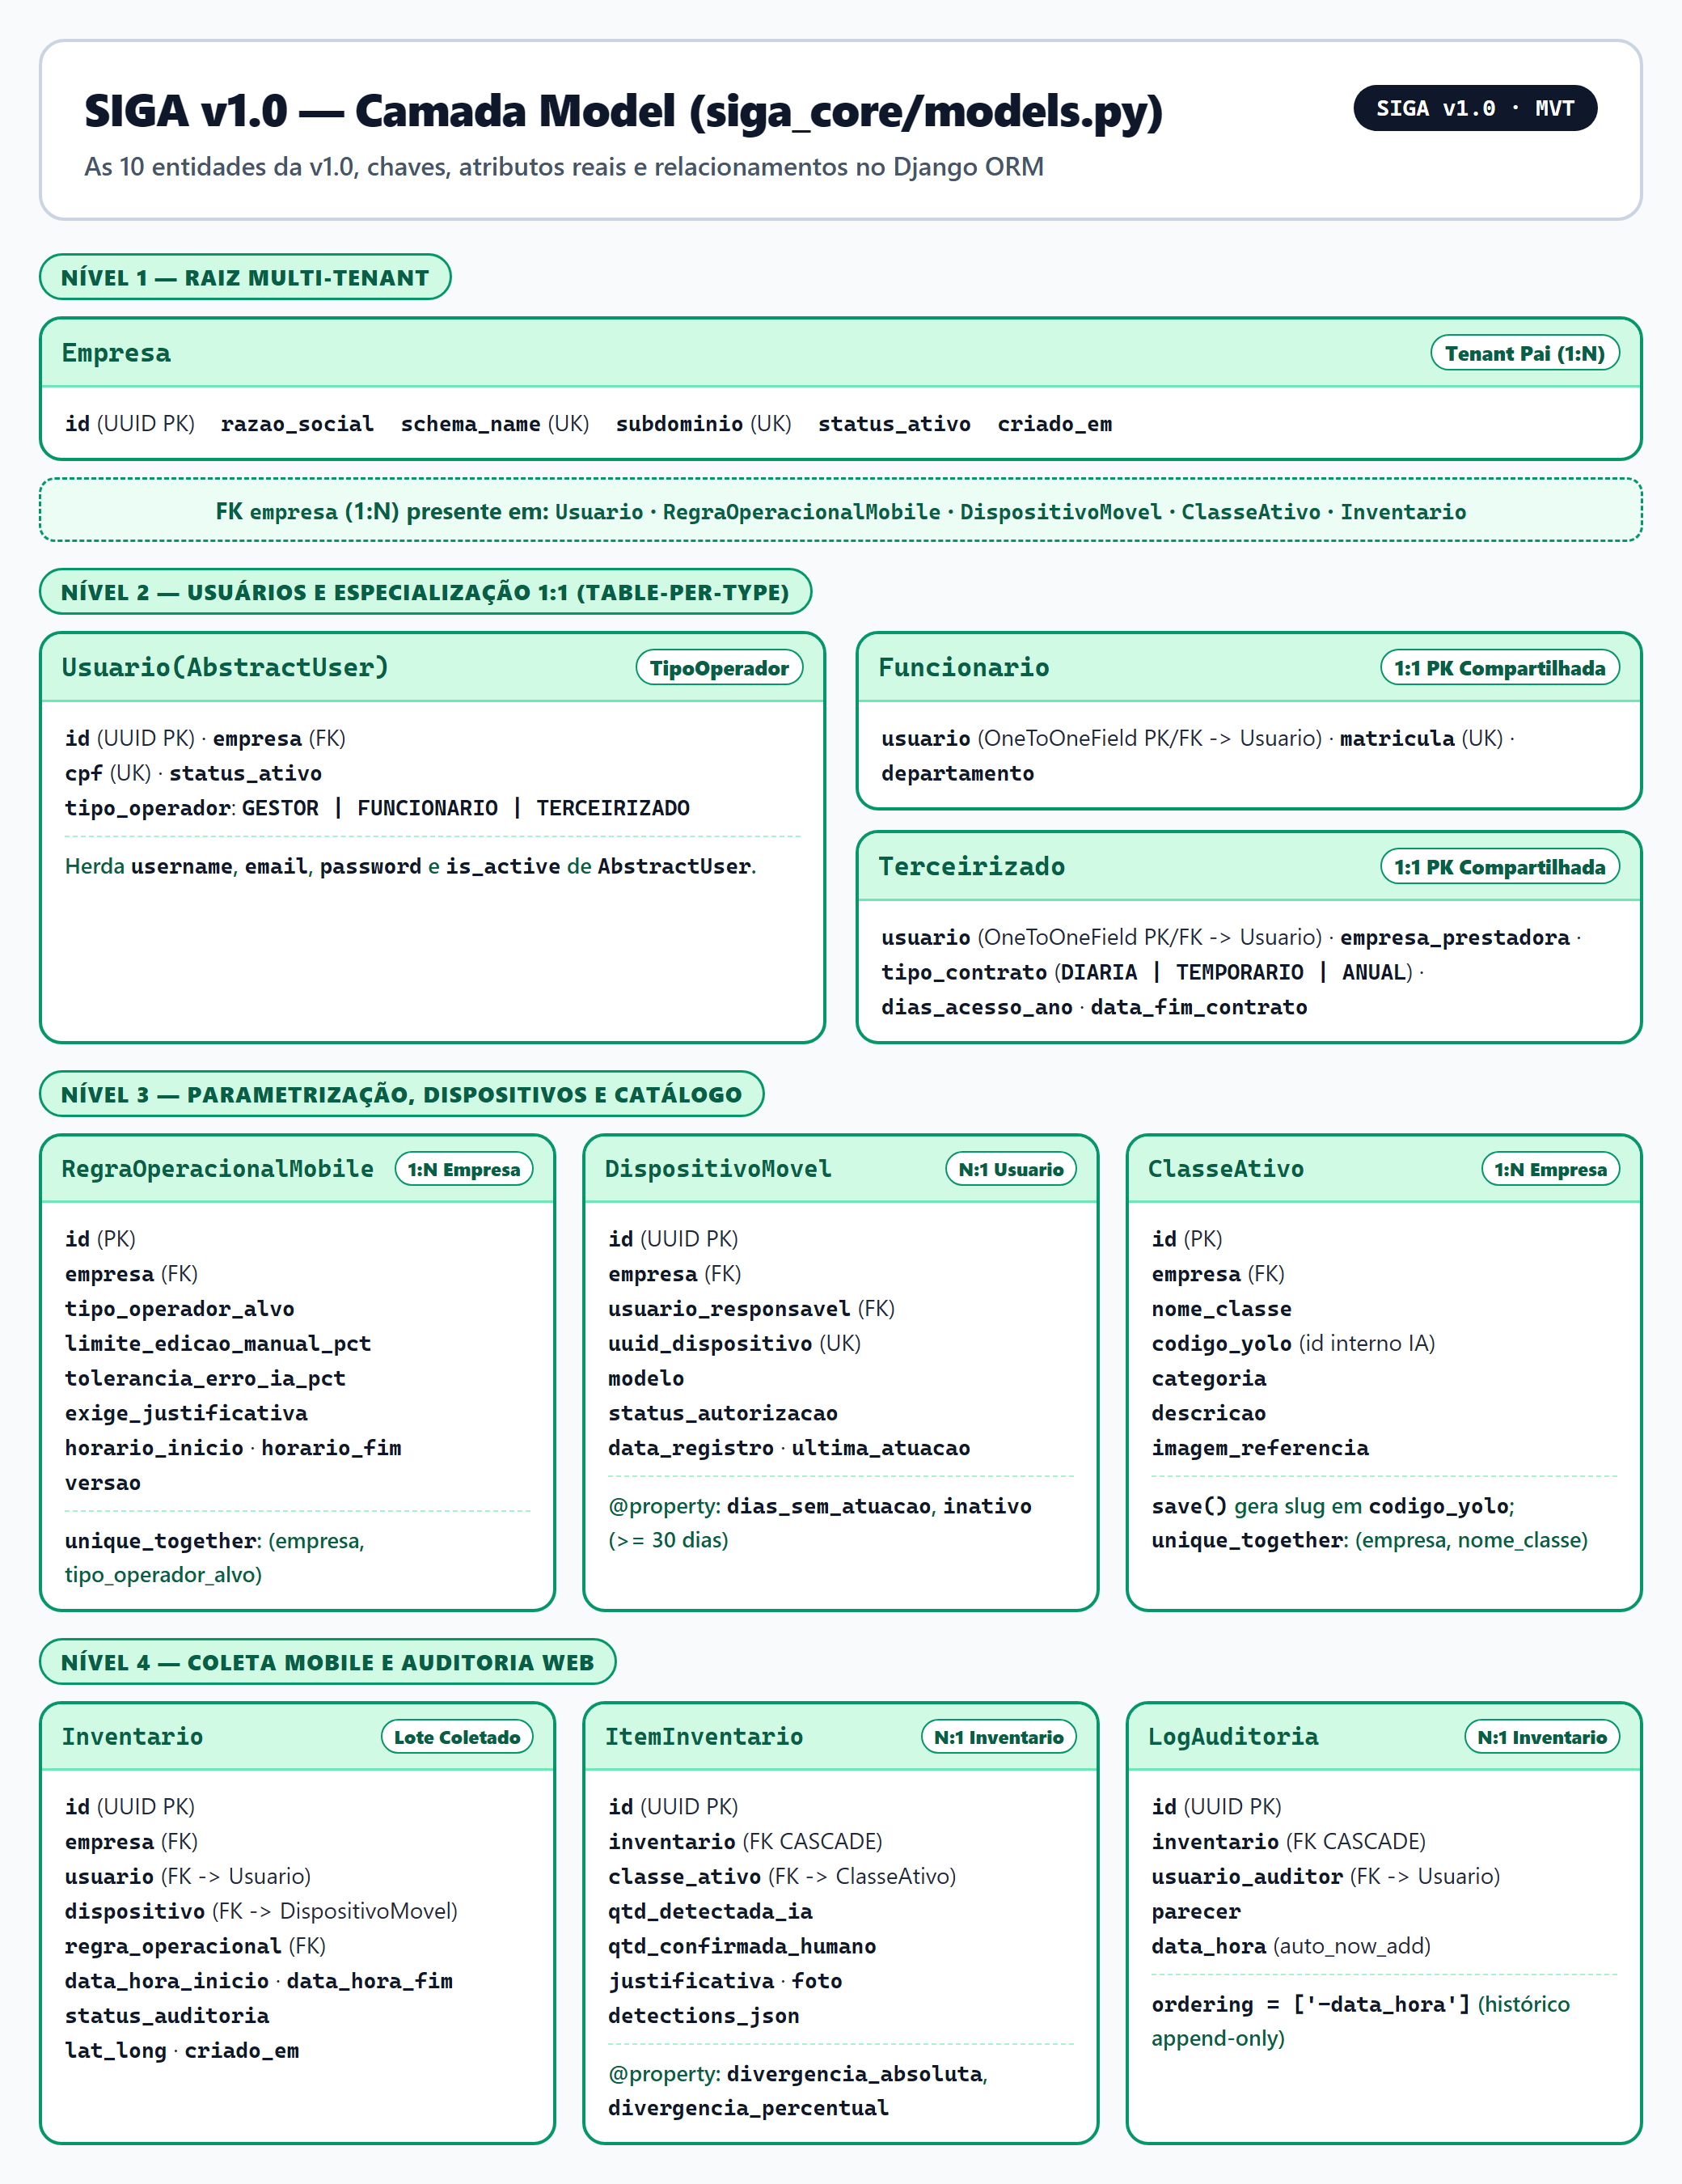 SIGA v1.0 — Camada Model (siga_core/models.py)
SIGA v1.0 · MVT
As 10 entidades da v1.0, chaves, atributos reais e relacionamentos no Django ORM
NÍVEL 1 — RAIZ MULTI-TENANT
Empresa
Tenant Pai (1:N)
id (UUID PK) razao_social schema_name (UK) subdominio (UK) status_ativo criado_em
FK empresa (1:N) presente em: Usuario · RegraOperacionalMobile · DispositivoMovel · ClasseAtivo · Inventario
NÍVEL 2 — USUÁRIOS E ESPECIALIZAÇÃO 1:1 (TABLE-PER-TYPE)
Usuario(AbstractUser)
TipoOperador
id (UUID PK) · empresa (FK)
cpf (UK) · status_ativo
tipo_operador: GESTOR | FUNCIONARIO | TERCEIRIZADO
Herda username, email, password e is_active de AbstractUser.
Funcionario
1:1 PK Compartilhada
usuario (OneToOneField PK/FK -> Usuario) · matricula (UK) ·
departamento
Terceirizado
1:1 PK Compartilhada
usuario (OneToOneField PK/FK -> Usuario) · empresa_prestadora ·
tipo_contrato (DIARIA | TEMPORARIO | ANUAL) ·
dias_acesso_ano · data_fim_contrato
NÍVEL 3 — PARAMETRIZAÇÃO, DISPOSITIVOS E CATÁLOGO
RegraOperacionalMobile
1:N Empresa
id (PK)
empresa (FK)
tipo_operador_alvo
limite_edicao_manual_pct
tolerancia_erro_ia_pct
exige_justificativa
horario_inicio · horario_fim
versao
unique_together: (empresa,
tipo_operador_alvo)
DispositivoMovel
N:1 Usuario
id (UUID PK)
empresa (FK)
usuario_responsavel (FK)
uuid_dispositivo (UK)
modelo
status_autorizacao
data_registro · ultima_atuacao
@property: dias_sem_atuacao, inativo
(>= 30 dias)
ClasseAtivo
1:N Empresa
id (PK)
empresa (FK)
nome_classe
codigo_yolo (id interno IA)
categoria
descricao
imagem_referencia
save() gera slug em codigo_yolo;
unique_together: (empresa, nome_classe)
NÍVEL 4 — COLETA MOBILE E AUDITORIA WEB
Inventario
Lote Coletado
id (UUID PK)
empresa (FK)
usuario (FK -> Usuario)
dispositivo (FK -> DispositivoMovel)
regra_operacional (FK)
data_hora_inicio · data_hora_fim
status_auditoria
lat_long · criado_em
ItemInventario
N:1 Inventario
id (UUID PK)
inventario (FK CASCADE)
classe_ativo (FK -> ClasseAtivo)
qtd_detectada_ia
qtd_confirmada_humano
justificativa · foto
detections_json
@property: divergencia_absoluta,
divergencia_percentual
LogAuditoria
N:1 Inventario
id (UUID PK)
inventario (FK CASCADE)
usuario_auditor (FK -> Usuario)
parecer
data_hora (auto_now_add)
ordering = ['-data_hora'] (histórico
append-only)